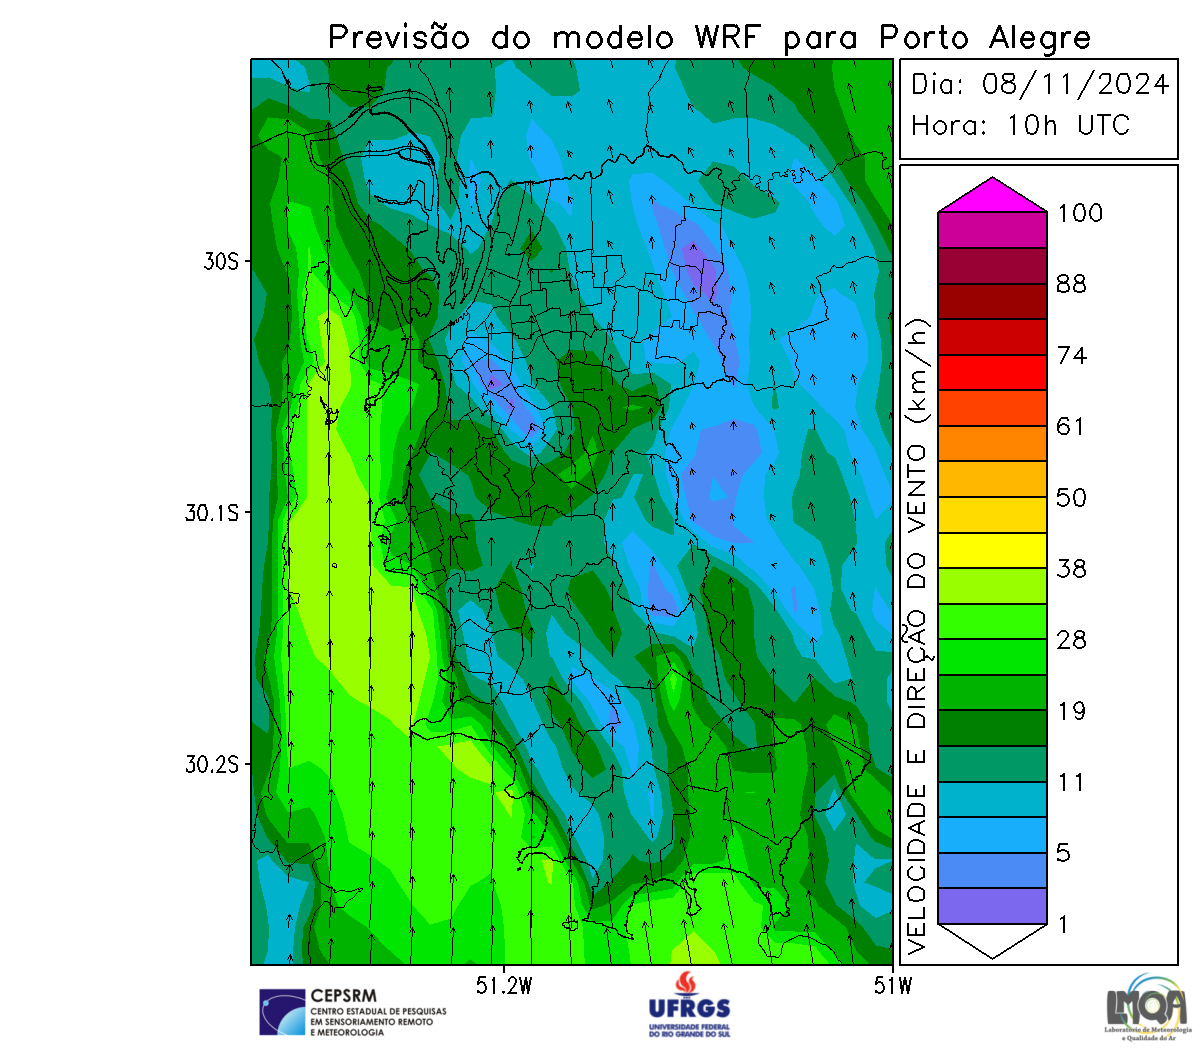 Previsão do modelo WRF para Porto Alegre
Dia: 08/11/2024
Hora: 10h UTC
30S
30.1S
30.2S
51.2W
51W
VELOCIDADE E DIREÇÃO DO VENTO (km/h)
100
88
74
61
50
38
28
19
11
5
1
CEPSRM
CENTRO ESTADUAL DE PESQUISAS
EM SENSORIAMENTO REMOTO
E METEOROLOGIA
UFRGS
UNIVERSIDADE FEDERAL
DO RIO GRANDE DO SUL
LMQA
Laboratório de Meteorologia
e Qualidade do Ar